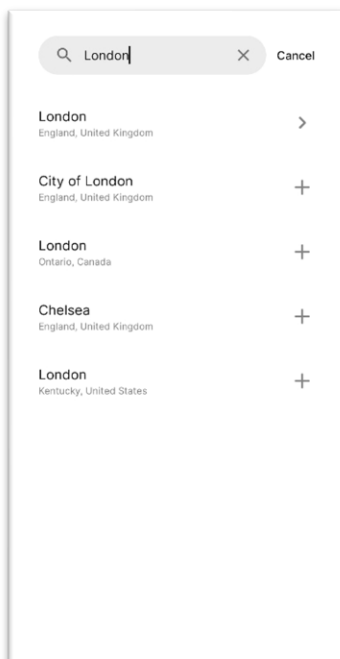 London
Cancel
London
England, United Kingdom
City of London
England, United Kingdom
London
Ontario, Canada
Chelsea
England, United Kingdom
London
Kentucky, United States